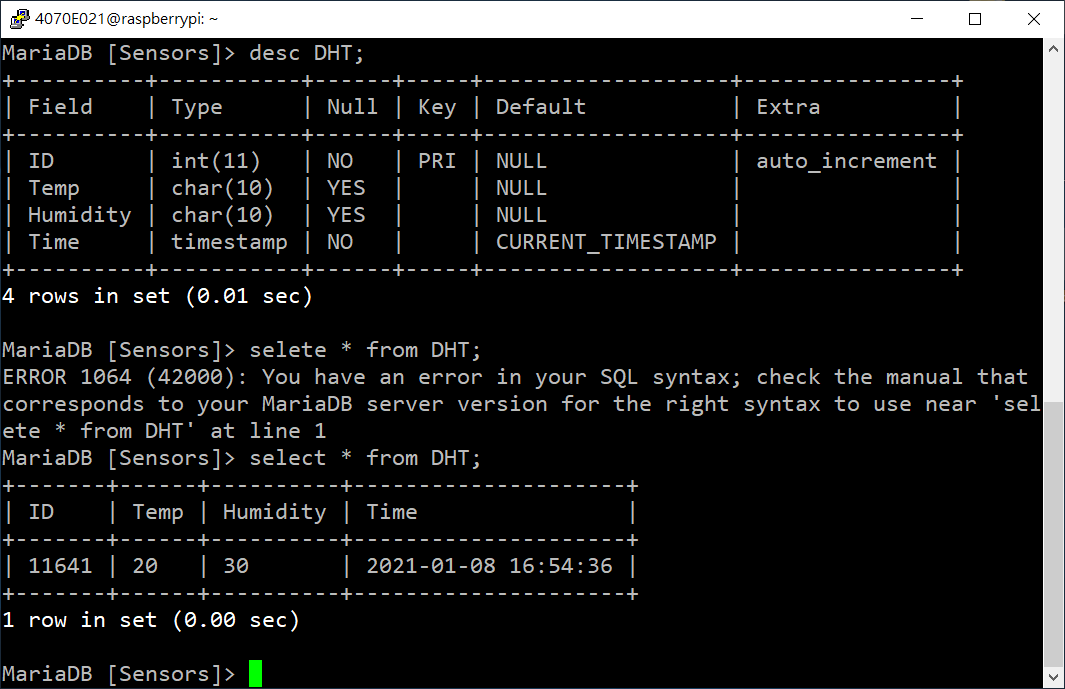 4070E021@raspberrypi: ~
MariaDB [Sensors]> desc DHT;
+----------+-----------+------+-----+-------------------+----------------+
| Field    | Type      | Null | Key | Default           | Extra          |
+----------+-----------+------+-----+-------------------+----------------+
| ID       | int(11)   | NO   | PRI | NULL              | auto_increment |
| Temp     | char(10)  | YES  |     | NULL              |                |
| Humidity | char(10)  | YES  |     | NULL              |                |
| Time     | timestamp | NO   |     | CURRENT_TIMESTAMP |                |
+----------+-----------+------+-----+-------------------+----------------+
4 rows in set (0.01 sec)

MariaDB [Sensors]> selete * from DHT;
ERROR 1064 (42000): You have an error in your SQL syntax; check the manual that
corresponds to your MariaDB server version for the right syntax to use near 'sel
ete * from DHT' at line 1
MariaDB [Sensors]> select * from DHT;
+-------+------+----------+---------------------+
| ID    | Temp | Humidity | Time                |
+-------+------+----------+---------------------+
| 11641 | 20   | 30       | 2021-01-08 16:54:36 |
+-------+------+----------+---------------------+
1 row in set (0.00 sec)

MariaDB [Sensors]>